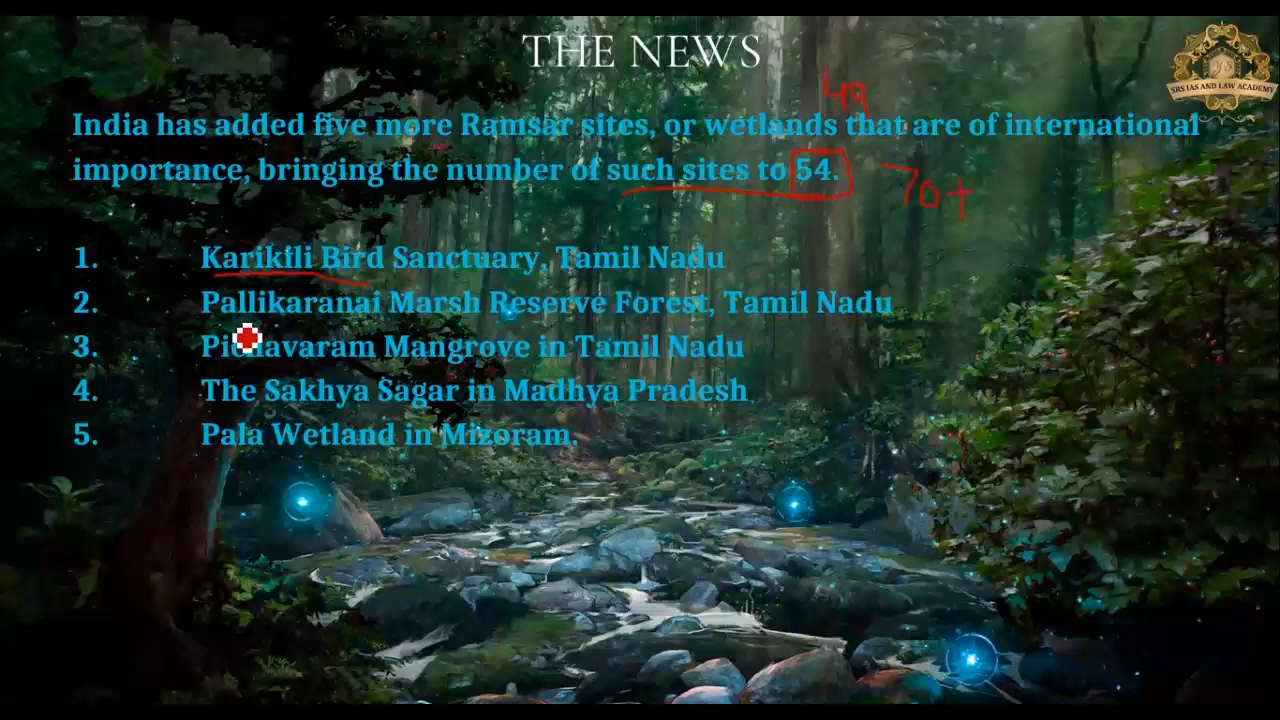 THE NEWS
SRS IAS AND LAW ACADEMY
49
India has added five more Ramsar sites, or wetlands that are of international
importance, bringing the number of such sites to 54.
70+
1. Karikili Bird Sanctuary, Tamil Nadu
2. Pallikaranai Marsh Reserve Forest, Tamil Nadu
3. Pichavaram Mangrove in Tamil Nadu
4. The Sakhya Sagar in Madhya Pradesh
5. Pala Wetland in Mizoram.